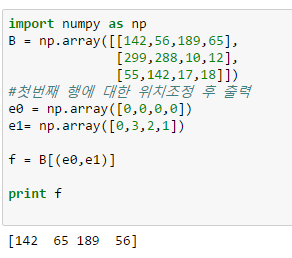 import numpy as np
B = np.array([[142,56,189,65],
[299,288,10,12],
[55,142,17,18]])
#첫번째 행에 대한 위치조정 후 출력
e0 = np.array([0,0,0,0])
e1= np.array([0,3,2,1])
f = B[(e0,e1)]
print f
[142 65 189 56]